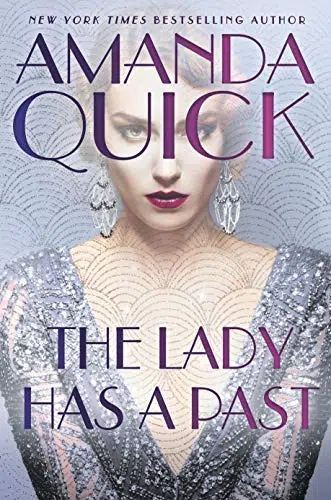 NEW YORK TIMES BESTSELLING AUTHOR
AMANDA
QUICK
THE LADY
HAS A PAST